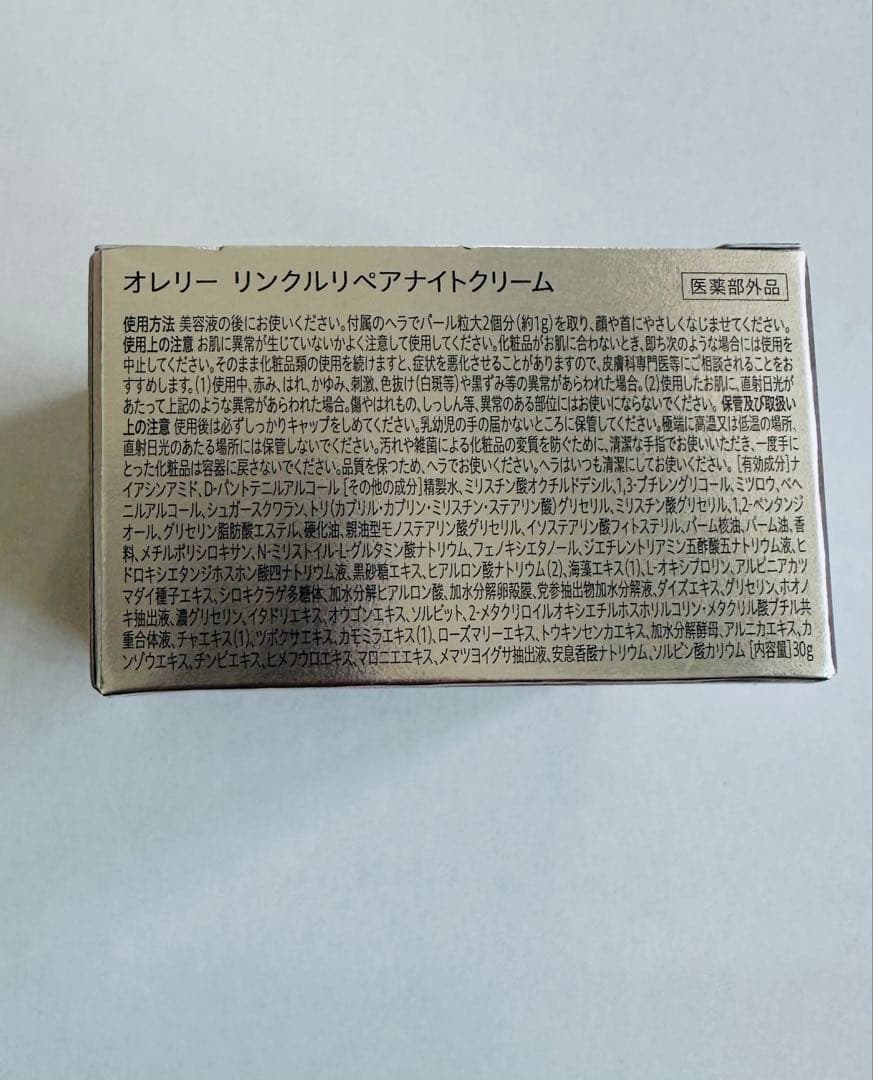 オレリー リンクルリペアナイトクリーム
医薬部外品
使用方法 美容液の後にお使いください。付属のヘラでパール粒大2個分(約1g)を取り、顔や首にやさしくなじませてください。
使用上の注意 お肌に異常が生じていないかよく注意して使用してください。化粧品がお肌に合わないとき、即ち次のような場合には使用を
中止してください。そのまま化粧品類の使用を続けますと、症状を悪化させることがありますので、皮膚科専門医等にご相談されることをお
すすめします。(1)使用中、赤み、はれ、かゆみ、刺激、色抜け(白斑等)や黒ずみ等の異常があらわれた場合。(2)使用したお肌に、直射日光が
あたって上記のような異常があらわれた場合。傷やはれもの、しっしん等、異常のある部位にはお使いにならないでください。 保管及び取扱い
上の注意 使用後は必ずしっかりキャップをしめてください。乳幼児の手の届かないところに保管してください。極端に高温又は低温の場所、
直射日光のあたる場所には保管しないでください。汚れや雑菌による化粧品の変質を防ぐために、清潔な手指でお使いいただき、一度手に
とった化粧品は容器に戻さないでください。品質を保つため、ヘラでお使いください。ヘラはいつも清潔にしてお使いください。 [有効成分]ナ
イアシンアミド、D-パントテニルアルコール [その他の成分]精製水、ミリスチン酸オクチルドデシル、1,3-ブチレングリコール、ミツロウ、ベヘ
ニルアルコール、シュガースクワラン、トリ(カプリル・カプリン・ミリスチン・ステアリン酸)グリセリル、ミリスチン酸グリセリル、1,2-ペンタンジ
オール、グリセリン脂肪酸エステル、硬化油、親油型モノステアリン酸グリセリル、イソステアリン酸フィトステリル、パーム核油、パーム油、香
料、メチルポリシロキサン、N-ミリストイル-L-グルタミン酸ナトリウム、フェノキシエタノール、ジエチレントリアミン五酢酸五ナトリウム液、ヒ
ドロキシエタンジホスホン酸四ナトリウム液、黒砂糖エキス、ヒアルロン酸ナトリウム(2)、海藻エキス(1)、L-オキシプロリン、アルピニアカツ
マダイ種子エキス、シロキクラゲ多糖体、加水分解ヒアルロン酸、加水分解卵殻膜、党参抽出物加水分解液、ダイズエキス、グリセリン、ホオノ
キ抽出液、濃グリセリン、イタドリエキス、オウゴンエキス、ソルビット、2-メタクリロイルオキシエチルホスホリルコリン・メタクリル酸ブチル共
重合体液、チャエキス(1)、ツボクサエキス、カモミラエキス(1)、ローズマリーエキス、トウキンセンカエキス、加水分解酵母、アルニカエキス、カ
ンゾウエキス、チンピエキス、ヒメフウロエキス、マロニエエキス、メマツヨイグサ抽出液、安息香酸ナトリウム、ソルビン酸カリウム [内容量]30g